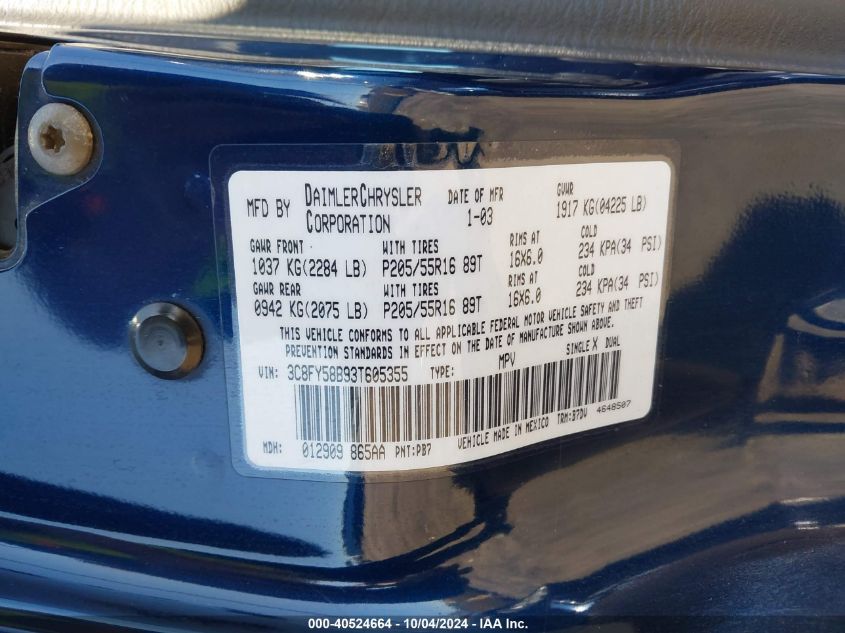 MFD BY DAIMLERCHRYSLER CORPORATION
DATE OF MFR 1-03
GVWR 1917 KG(04225 LB)
GAWR FRONT WITH TIRES RIMS AT COLD
1037 KG(2284 LB) P205/55R16 89T 16X6.0 234 KPA(34 PSI)
GAWR REAR WITH TIRES RIMS AT COLD
0942 KG(2075 LB) P205/55R16 89T 16X6.0 234 KPA(34 PSI)
THIS VEHICLE CONFORMS TO ALL APPLICABLE FEDERAL MOTOR VEHICLE SAFETY AND THEFT
PREVENTION STANDARDS IN EFFECT ON THE DATE OF MANUFACTURE SHOWN ABOVE.
VIN: 3C8FY58B93T605355 TYPE: MPV SINGLE X DUAL
MDH: 012909 865AA PNT:PB7 VEHICLE MADE IN MEXICO TRM:B7DV 4648507
000-40524664 - 10/04/2024 - IAA Inc.